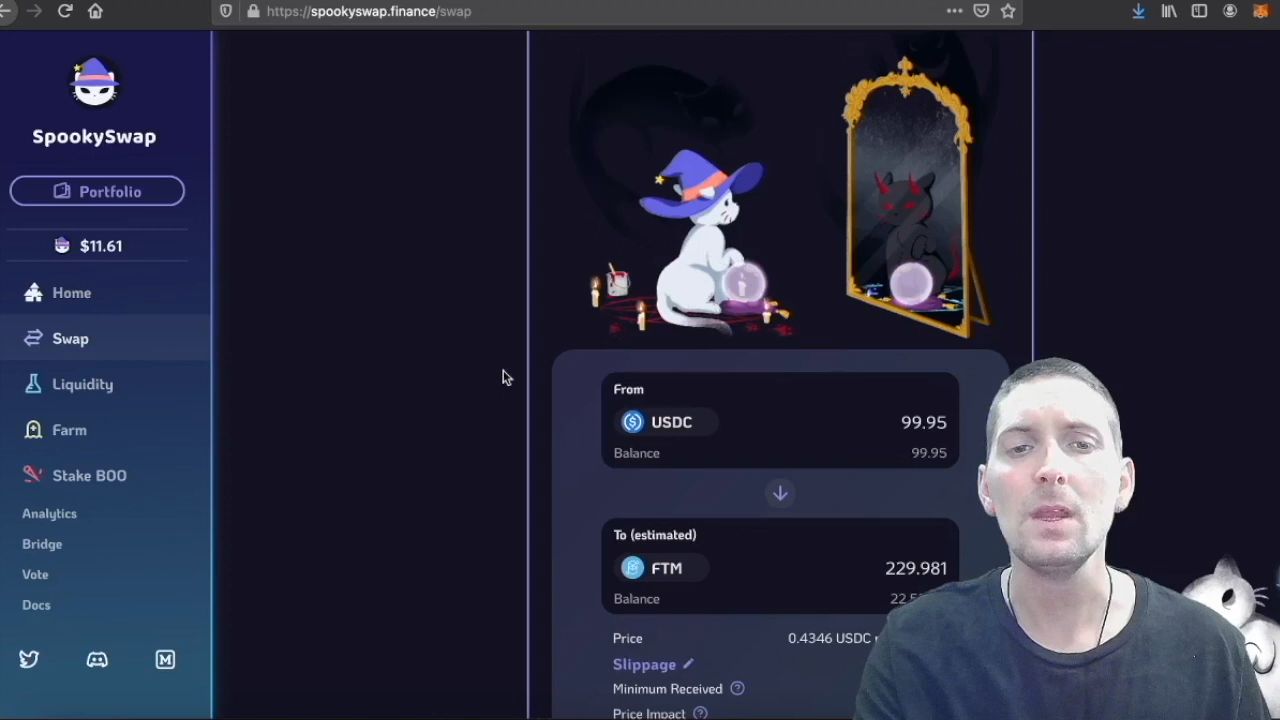 https://spookyswap.finance/swap
SpookySwap
Portfolio
$11.61
Home
Swap
Liquidity
Farm
Stake BOO
Analytics
Bridge
Vote
Docs
From
USDC
99.95
Balance
99.95
To (estimated)
FTM
229.981
Balance
Price
0.4346 USDC
Slippage
Minimum Received
Price Impact